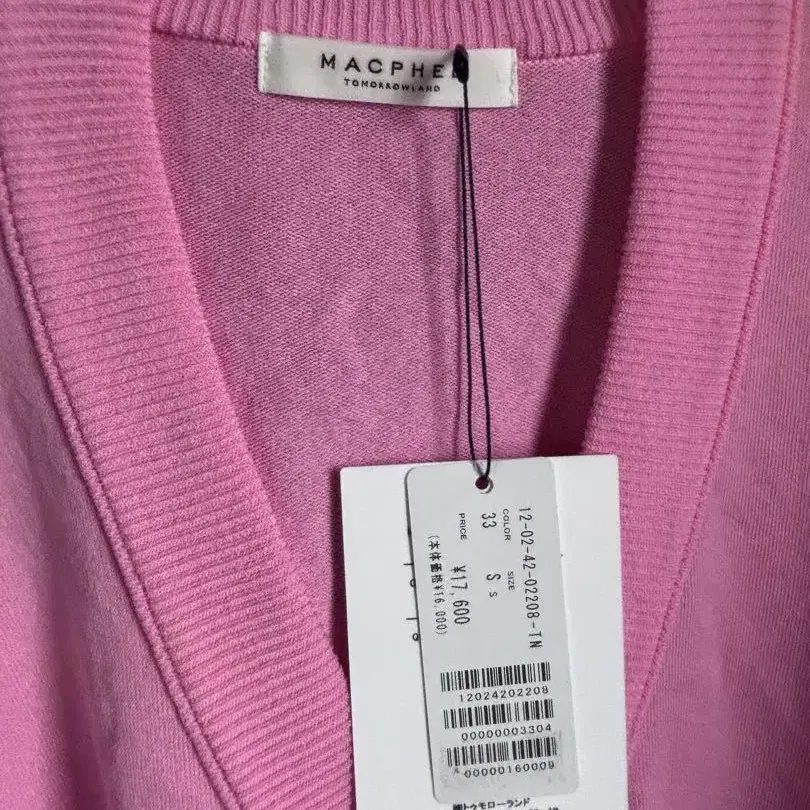 MACPHE
TOMORROWLAND
12-02-42-02208-TN
COLOR SIZE
33 S s
PRICE ¥17,600
(本体価格¥16,000)
12024202208
00000003304
00000160009
㈱トゥモローランド